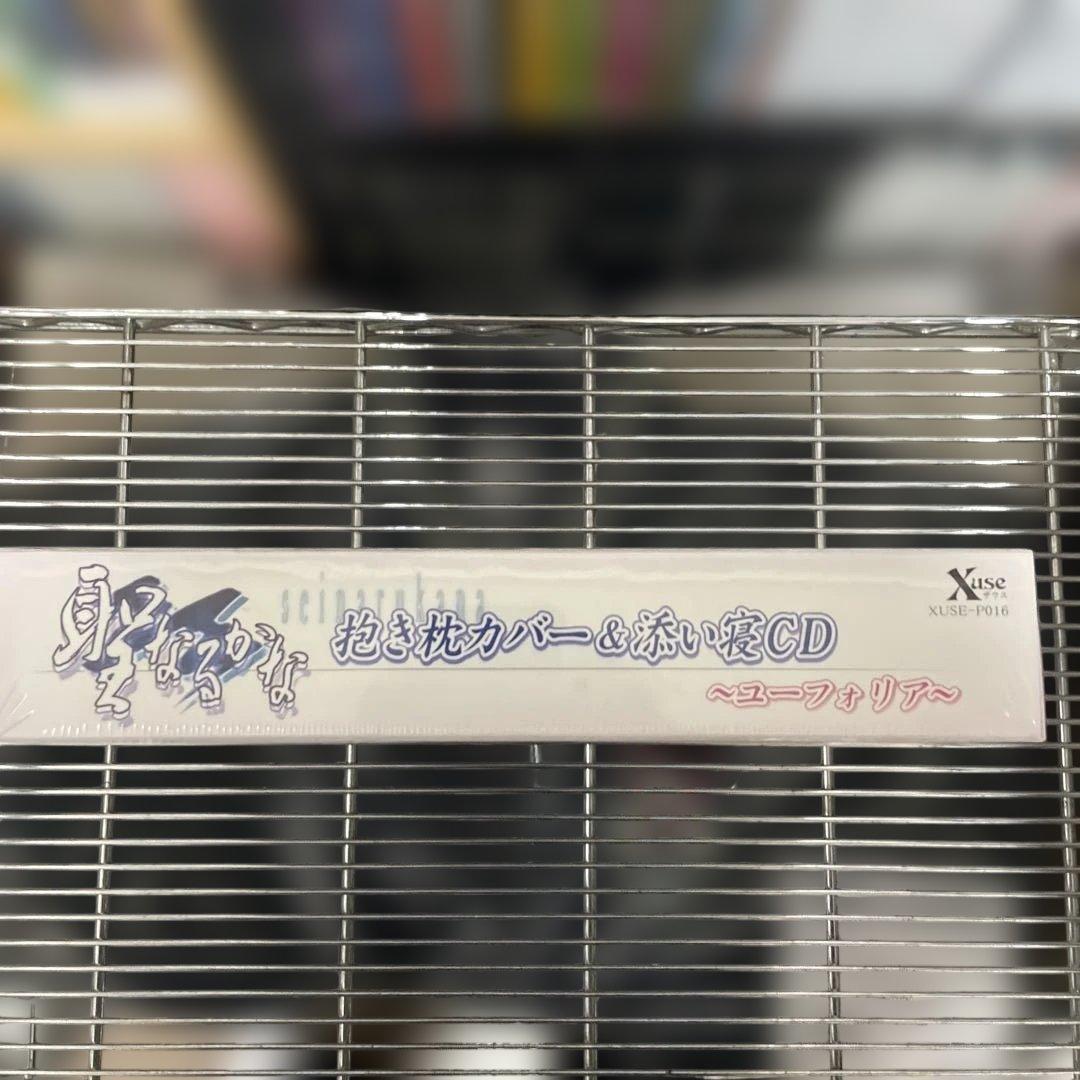 聖なるかな
seinarukana
抱き枕カバー&添い寝CD
～ユーフォリア～
Xuse
ザウス
XUSE-P016